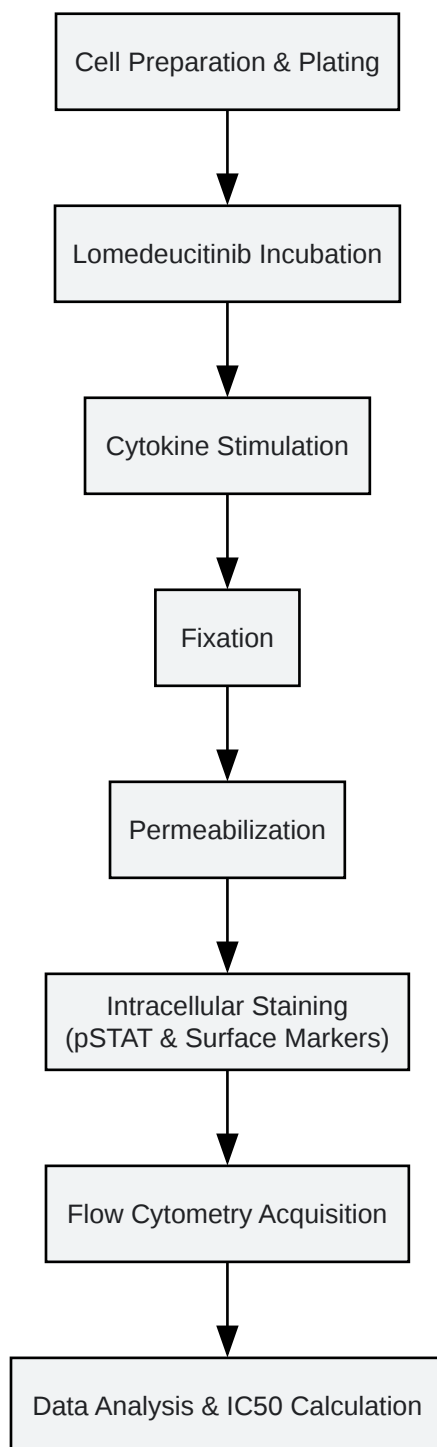 Cell Preparation & Plating
Lomedeucitinib Incubation
Cytokine Stimulation
Fixation
Permeabilization
Intracellular Staining
(pSTAT & Surface Markers)
Flow Cytometry Acquisition
Data Analysis & IC50 Calculation